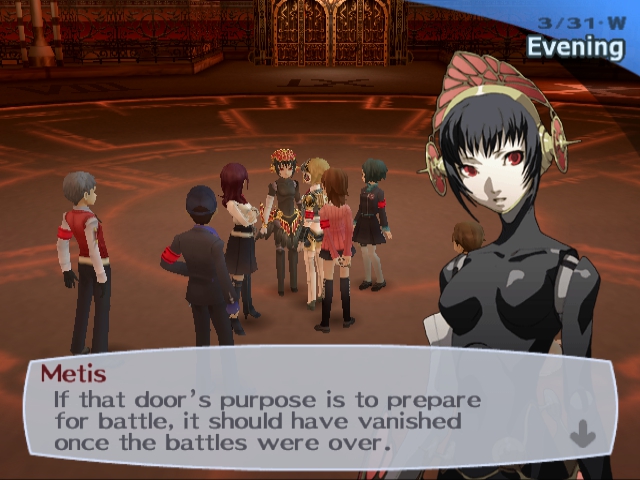 3/31·W
Evening
Metis
If that door's purpose is to prepare
for battle, it should have vanished
once the battles were over.